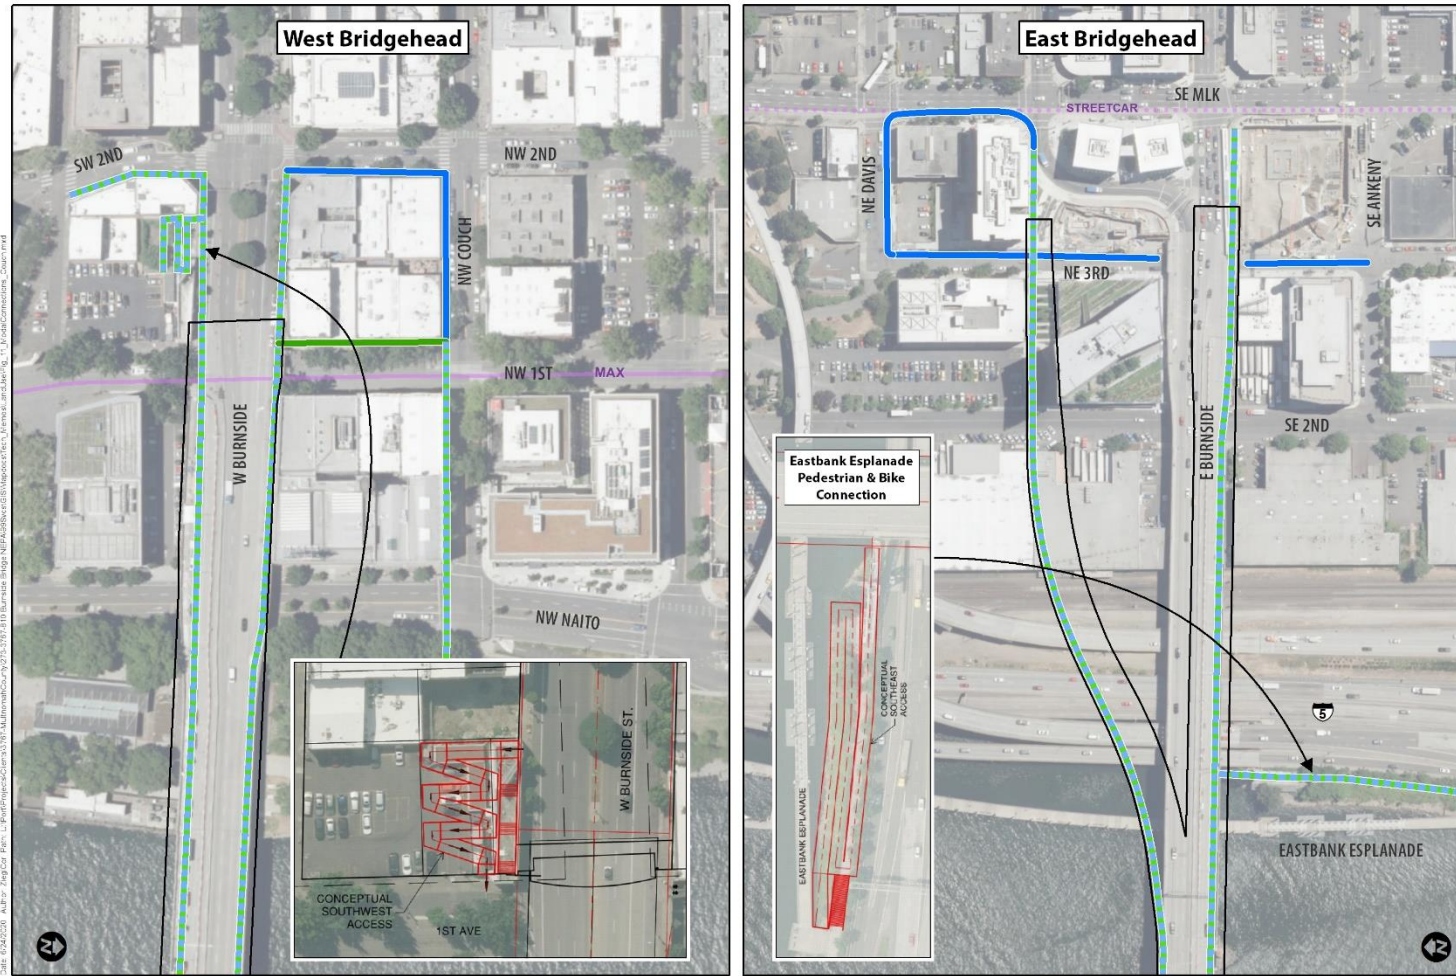 West Bridgehead
SW 2ND
NW 2ND
NW COUCH
NW 1ST
MAX
W BURNSIDE
NW NAITO
W BURNSIDE ST.
CONCEPTUAL
SOUTHWEST
ACCESS
1ST AVE
N
East Bridgehead
SE MLK
STREETCAR
NE DAVIS
SE ANKENY
NE 3RD
E BURNSIDE
SE 2ND
Eastbank Esplanade
Pedestrian & Bike
Connection
CONCEPTUAL
SOUTHEAST
ACCESS
EASTBANK ESPLANADE
5
EASTBANK ESPLANADE
N